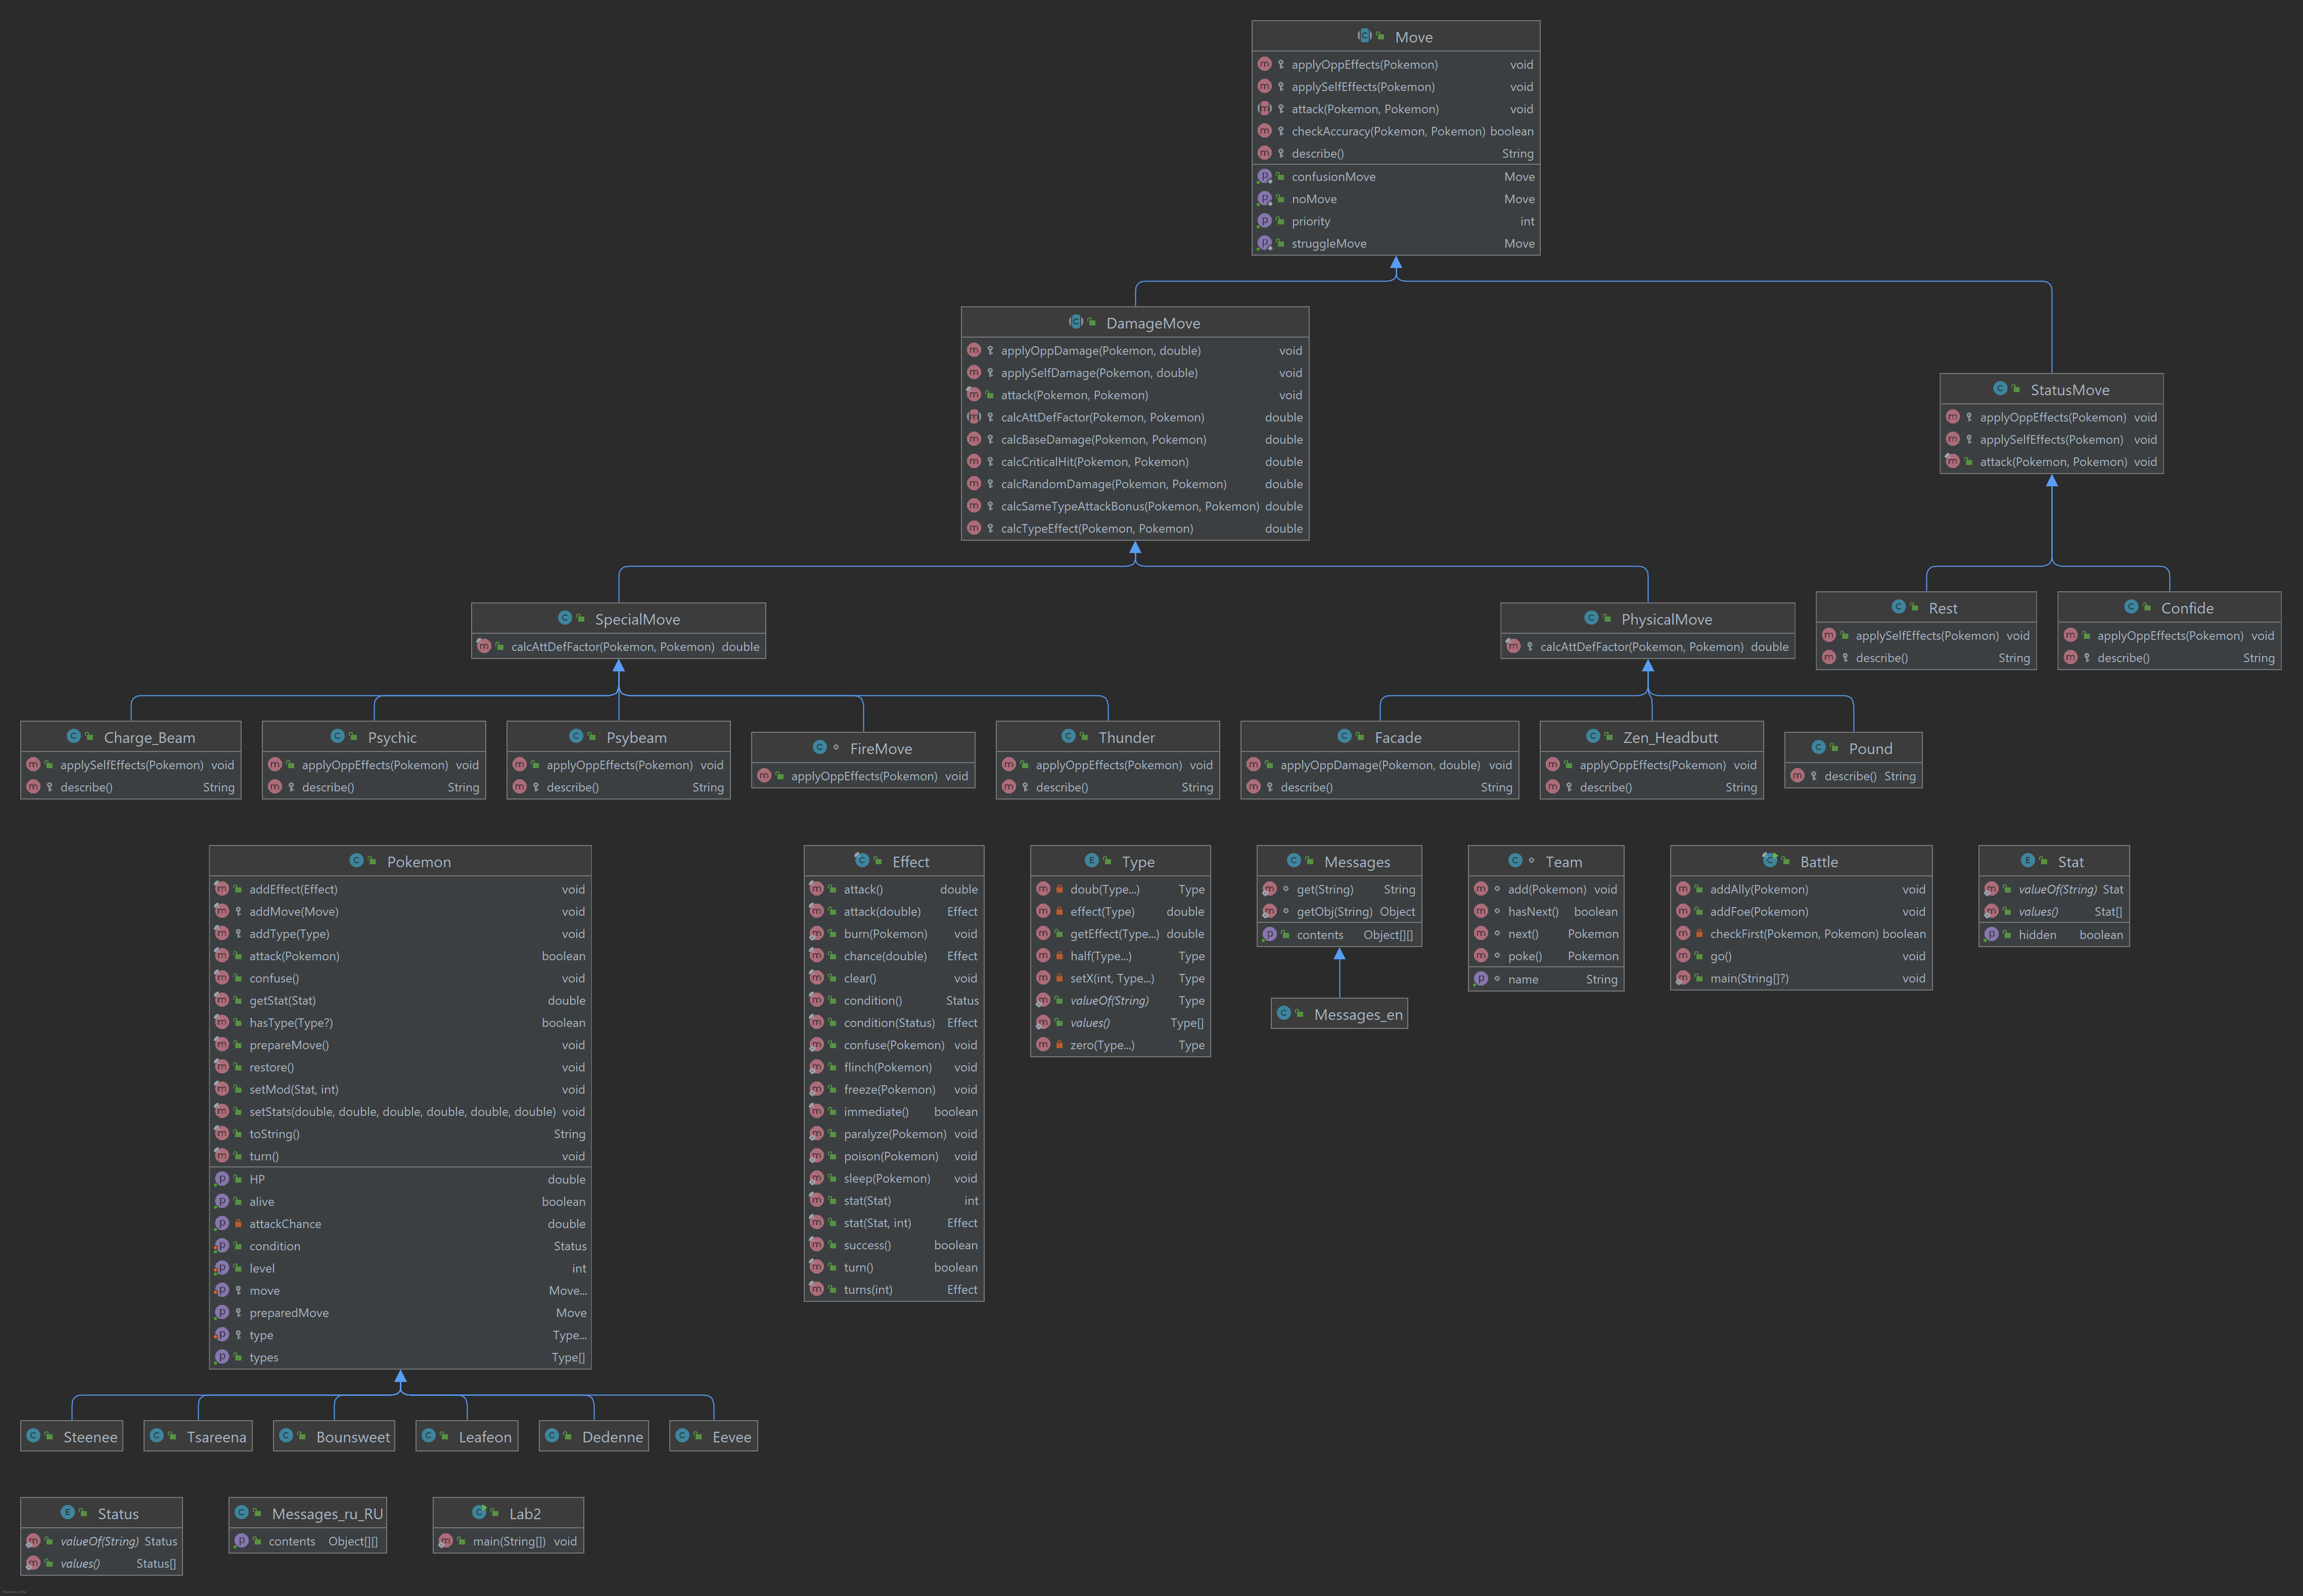 Move
applyOppEffects(Pokemon) void
applySelfEffects(Pokemon) void
attack(Pokemon, Pokemon) void
checkAccuracy(Pokemon, Pokemon) boolean
describe() String
confusionMove Move
noMove Move
priority int
struggleMove Move
DamageMove
applyOppDamage(Pokemon, double) void
applySelfDamage(Pokemon, double) void
attack(Pokemon, Pokemon) void
calcAttDefFactor(Pokemon, Pokemon) double
calcBaseDamage(Pokemon, Pokemon) double
calcCriticalHit(Pokemon, Pokemon) double
calcRandomDamage(Pokemon, Pokemon) double
calcSameTypeAttackBonus(Pokemon, Pokemon) double
calcTypeEffect(Pokemon, Pokemon) double
StatusMove
applyOppEffects(Pokemon) void
applySelfEffects(Pokemon) void
attack(Pokemon, Pokemon) void
SpecialMove
calcAttDefFactor(Pokemon, Pokemon) double
PhysicalMove
calcAttDefFactor(Pokemon, Pokemon) double
Rest
applySelfEffects(Pokemon) void
describe() String
Confide
applyOppEffects(Pokemon) void
describe() String
Charge_Beam
applySelfEffects(Pokemon) void
describe() String
Psychic
applyOppEffects(Pokemon) void
describe() String
Psybeam
applyOppEffects(Pokemon) void
describe() String
FireMove
applyOppEffects(Pokemon) void
Thunder
applyOppEffects(Pokemon) void
describe() String
Facade
applyOppDamage(Pokemon, double) void
describe() String
Zen_Headbutt
applyOppEffects(Pokemon) void
describe() String
Pound
describe() String
Pokemon
addEffect(Effect) void
addMove(Move) void
addType(Type) void
attack(Pokemon) boolean
confuse() void
getStat(Stat) double
hasType(Type?) boolean
prepareMove() void
restore() void
setMod(Stat, int) void
setStats(double, double, double, double, double, double) void
toString() String
turn() void
HP double
alive boolean
attackChance double
condition Status
level int
move Move...
preparedMove Move
type Type...
types Type[]
Effect
attack() double
attack(double) Effect
burn(Pokemon) void
chance(double) Effect
clear() void
condition() Status
condition(Status) Effect
confuse(Pokemon) void
flinch(Pokemon) void
freeze(Pokemon) void
immediate() boolean
paralyze(Pokemon) void
poison(Pokemon) void
sleep(Pokemon) void
stat(Stat) int
stat(Stat, int) Effect
success() boolean
turn() boolean
turns(int) Effect
Type
doub(Type...) Type
effect(Type) double
getEffect(Type...) double
half(Type...) Type
setX(int, Type...) Type
valueOf(String) Type
values() Type[]
zero(Type...) Type
Messages
get(String) String
getObj(String) Object
contents Object[][]
Messages_en
Team
add(Pokemon) void
hasNext() boolean
next() Pokemon
poke() Pokemon
name String
Battle
addAlly(Pokemon) void
addFoe(Pokemon) void
checkFirst(Pokemon, Pokemon) boolean
go() void
main(String[]?) void
Stat
valueOf(String) Stat
values() Stat[]
hidden boolean
Steenee
Tsareena
Bounsweet
Leafeon
Dedenne
Eevee
Status
valueOf(String) Status
values() Status[]
Messages_ru_RU
contents Object[][]
Lab2
main(String[]) void